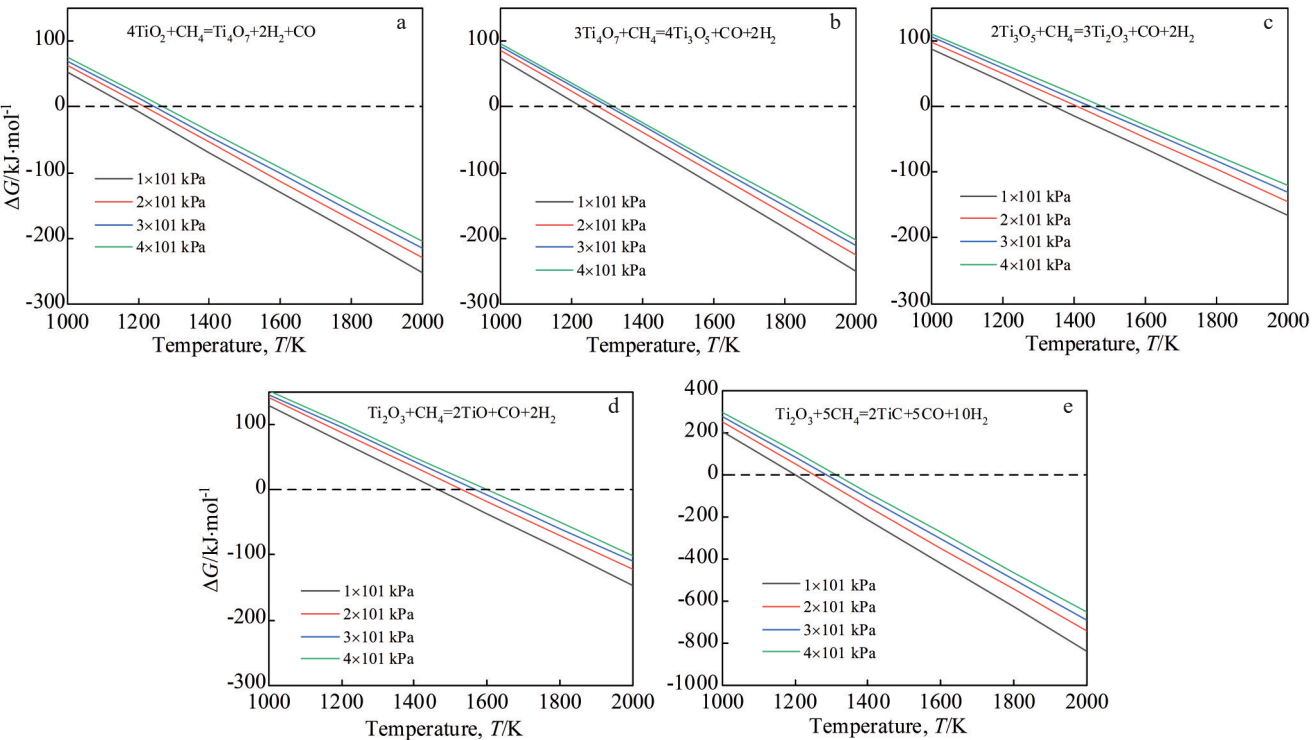 a
4TiO₂+CH₄=Ti₄O₇+2H₂+CO
100
0
-100
-200
-300
ΔG/kJ·mol⁻¹
1×101 kPa
2×101 kPa
3×101 kPa
4×101 kPa
1000 1200 1400 1600 1800 2000
Temperature, T/K
b
3Ti₄O₇+CH₄=4Ti₃O₅+CO+2H₂
100
0
-100
-200
-300
1×101 kPa
2×101 kPa
3×101 kPa
4×101 kPa
1000 1200 1400 1600 1800 2000
Temperature, T/K
c
2Ti₃O₅+CH₄=3Ti₂O₃+CO+2H₂
100
0
-100
-200
-300
1×101 kPa
2×101 kPa
3×101 kPa
4×101 kPa
1000 1200 1400 1600 1800 2000
Temperature, T/K
d
Ti₂O₃+CH₄=2TiO+CO+2H₂
100
0
-100
-200
-300
ΔG/kJ·mol⁻¹
1×101 kPa
2×101 kPa
3×101 kPa
4×101 kPa
1000 1200 1400 1600 1800 2000
Temperature, T/K
e
Ti₂O₃+5CH₄=2TiC+5CO+10H₂
400
200
0
-200
-400
-600
-800
-1000
1×101 kPa
2×101 kPa
3×101 kPa
4×101 kPa
1000 1200 1400 1600 1800 2000
Temperature, T/K